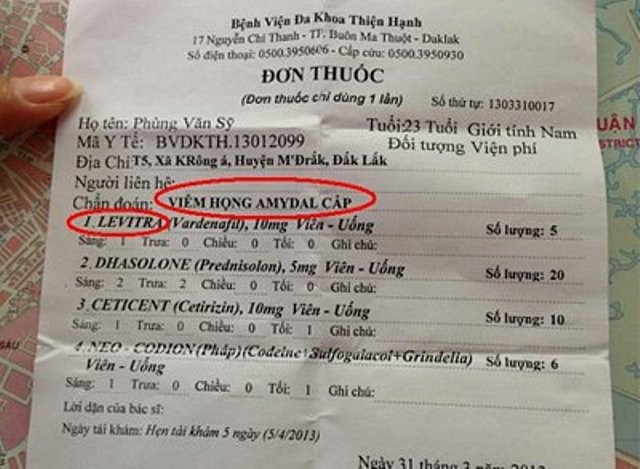 Bệnh Viện Đa Khoa Thiện Hạnh
17 Nguyễn Chí Thanh - TP. Buôn Ma Thuột - Daklak
Số điện thoại: 0500.3950606 - Cấp cứu: 0500.3950930
ĐƠN THUỐC
(Đơn thuốc chỉ dùng 1 lần) Số thứ tự: 1303310017
Họ tên: Phùng Văn Sỹ Tuổi:23 Tuổi Giới tính Nam
Mã Y Tế: BVDKTH.13012099 Đối tượng Viện phí
Địa Chỉ:T5, Xã KRông á, Huyện M'Đrắk, Đắk Lắk
Người liên hệ:
Chẩn đoán: VIÊM HỌNG AMYDAL CẤP
1.LEVITRA (Vardenafil), 10mg Viên - Uống Số lượng: 5
Sáng: 1 Trưa: 0 Chiều: 0 Tối: 0 Ghi chú:
2.DHASOLONE (Prednisolon), 5mg Viên - Uống Số lượng: 20
Sáng: 2 Trưa: 2 Chiều: 0 Tối: 0 Ghi chú:
3.CETICENT (Cetirizin), 10mg Viên - Uống Số lượng: 10
Sáng: 1 Trưa: 0 Chiều: 0 Tối: 1 Ghi chú:
4.NEO - CODION (Pháp) (Codeine+Sulfogaiacol+Grindelia) Số lượng: 6
Viên - Uống
Sáng: 1 Trưa: 0 Chiều: 0 Tối: 1 Ghi chú:
Lời dặn của bác sĩ:
Ngày tái khám: Hẹn tái khám 5 ngày (5/4/2013)
Ngày 31 tháng 3 năm 2013
UẬN
DISTRICT